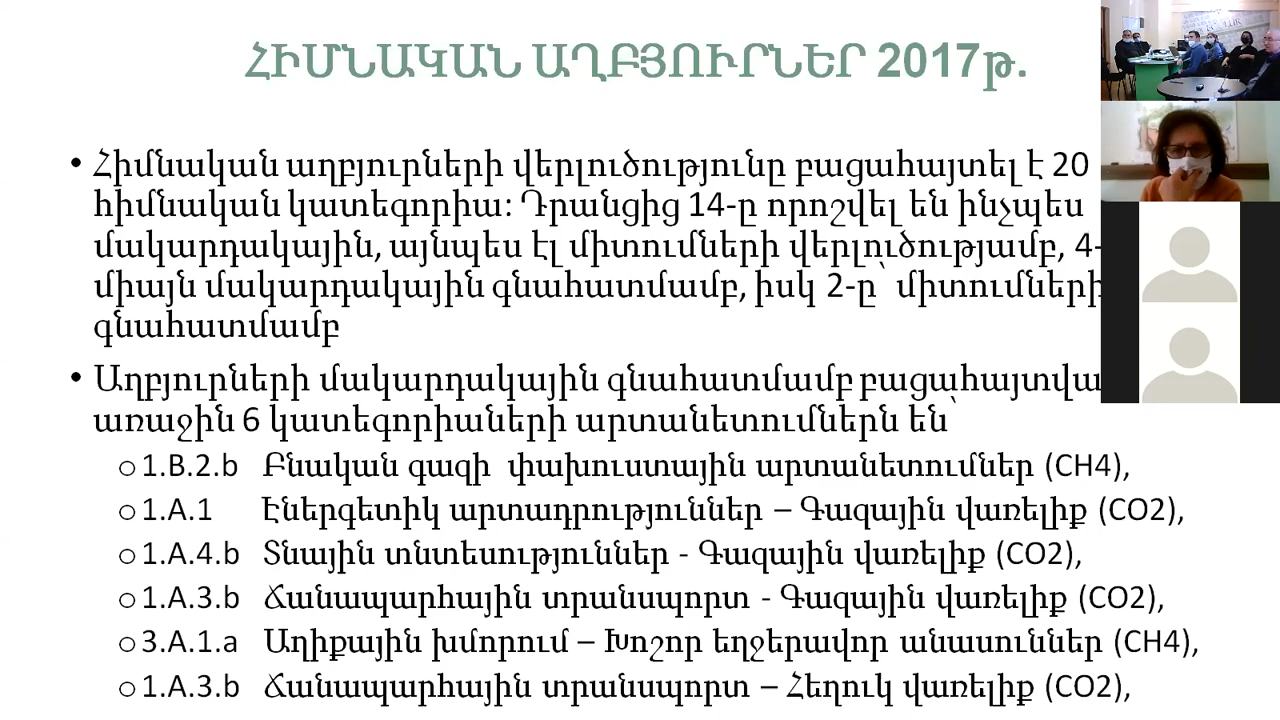 ՀԻՄՆԱԿԱՆ ԱՂԲՅՈՒՐՆԵՐ 2017թ.
• Հիմնական աղբյուրների վերլուծությունը բացահայտել է 20
հիմնական կատեգորիա: Դրանցից 14-ը որոշվել են ինչպես
մակարդակային, այնպես էլ միտումների վերլուծությամբ, 4-
միայն մակարդակային գնահատմամբ, իսկ 2-ը` միտումների
գնահատմամբ
• Աղբյուրների մակարդակային գնահատմամբ
առաջին 6 կատեգորիաների արտանետումներն են`
o 1.B.2.b Բնական գազի փախուստային արտանետումներ (CH4),
o 1.A.1 Էներգետիկ արտադրություններ – Գազային վառելիք (CO2),
o 1.A.4.b Տնային տնտեսություններ - Գազային վառելիք (CO2),
o 1.A.3.b Ճանապարհային տրանսպորտ - Գազային վառելիք (CO2),
o 3.A.1.a Աղիքային խմորում – Խոշոր եղջերավոր անասուններ (CH4),
o 1.A.3.b Ճանապարհային տրանսպորտ – Հեղուկ վառելիք (CO2),